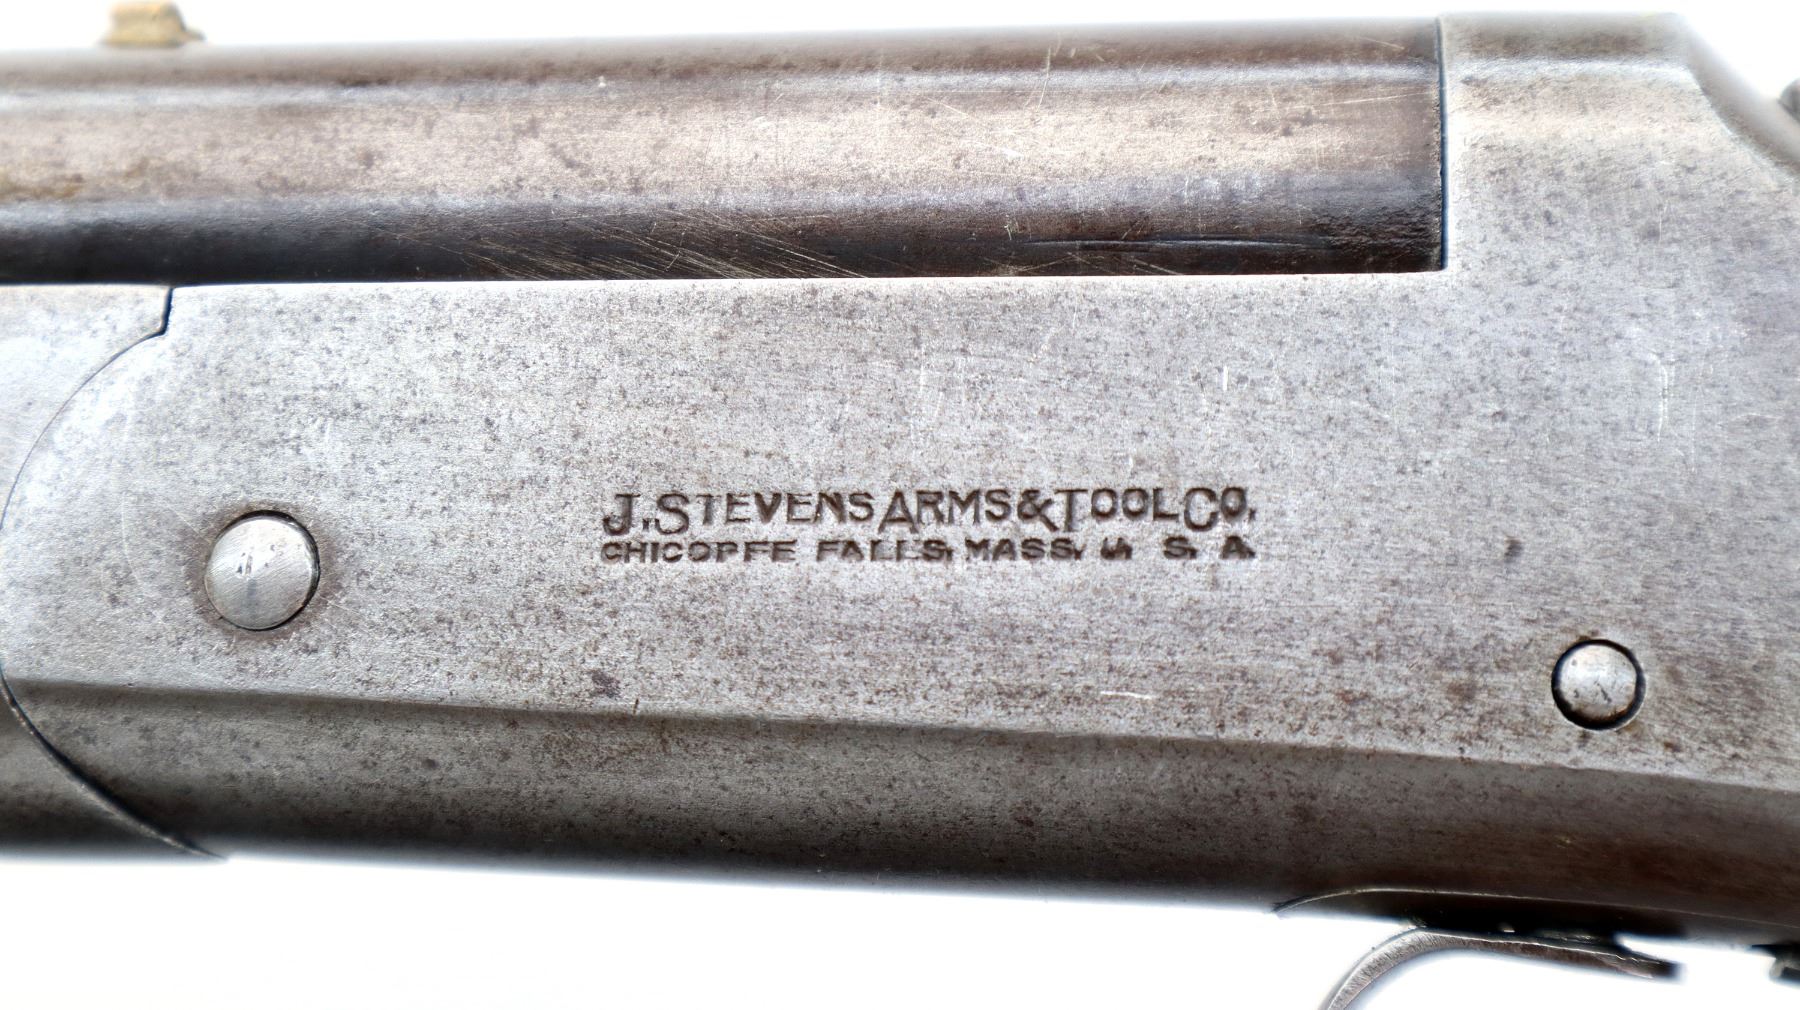 J. STEVENS ARMS & TOOL CO.
CHICOPEE FALLS, MASS. U. S. A.